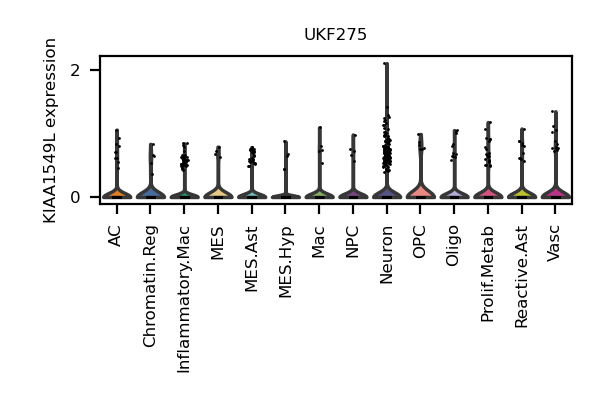 UKF275
KIAA1549L expression
2
0
AC
Chromatin.Reg
Inflammatory.Mac
MES
MES.Ast
MES.Hyp
Mac
NPC
Neuron
OPC
Oligo
Prolif.Metab
Reactive.Ast
Vasc